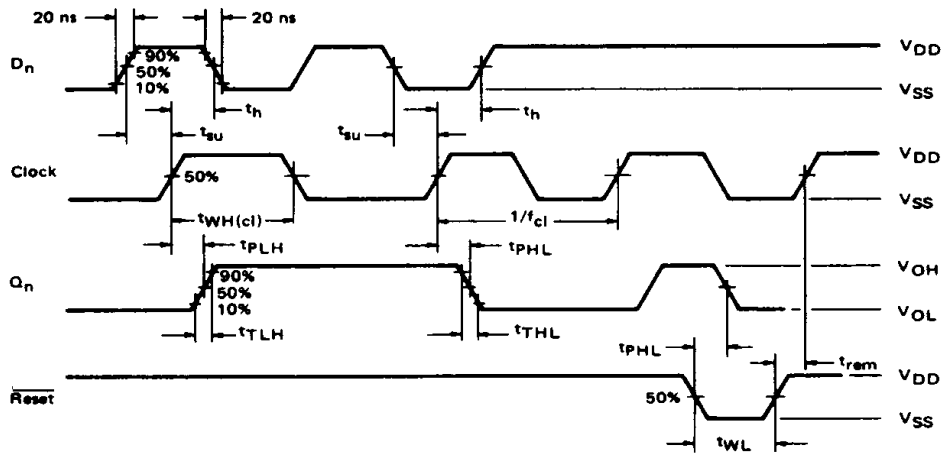 20 ns 20 ns
Dn 90% VDD
50%
10% VSS
th th
tsu tsu
Clock VDD
50%
VSS
tWH(cl) 1/fcl
tPLH tPHL
Qn 90% VOH
50%
10% VOL
tTLH tTHL
tPHL trem
Reset VDD
50%
VSS
tWL